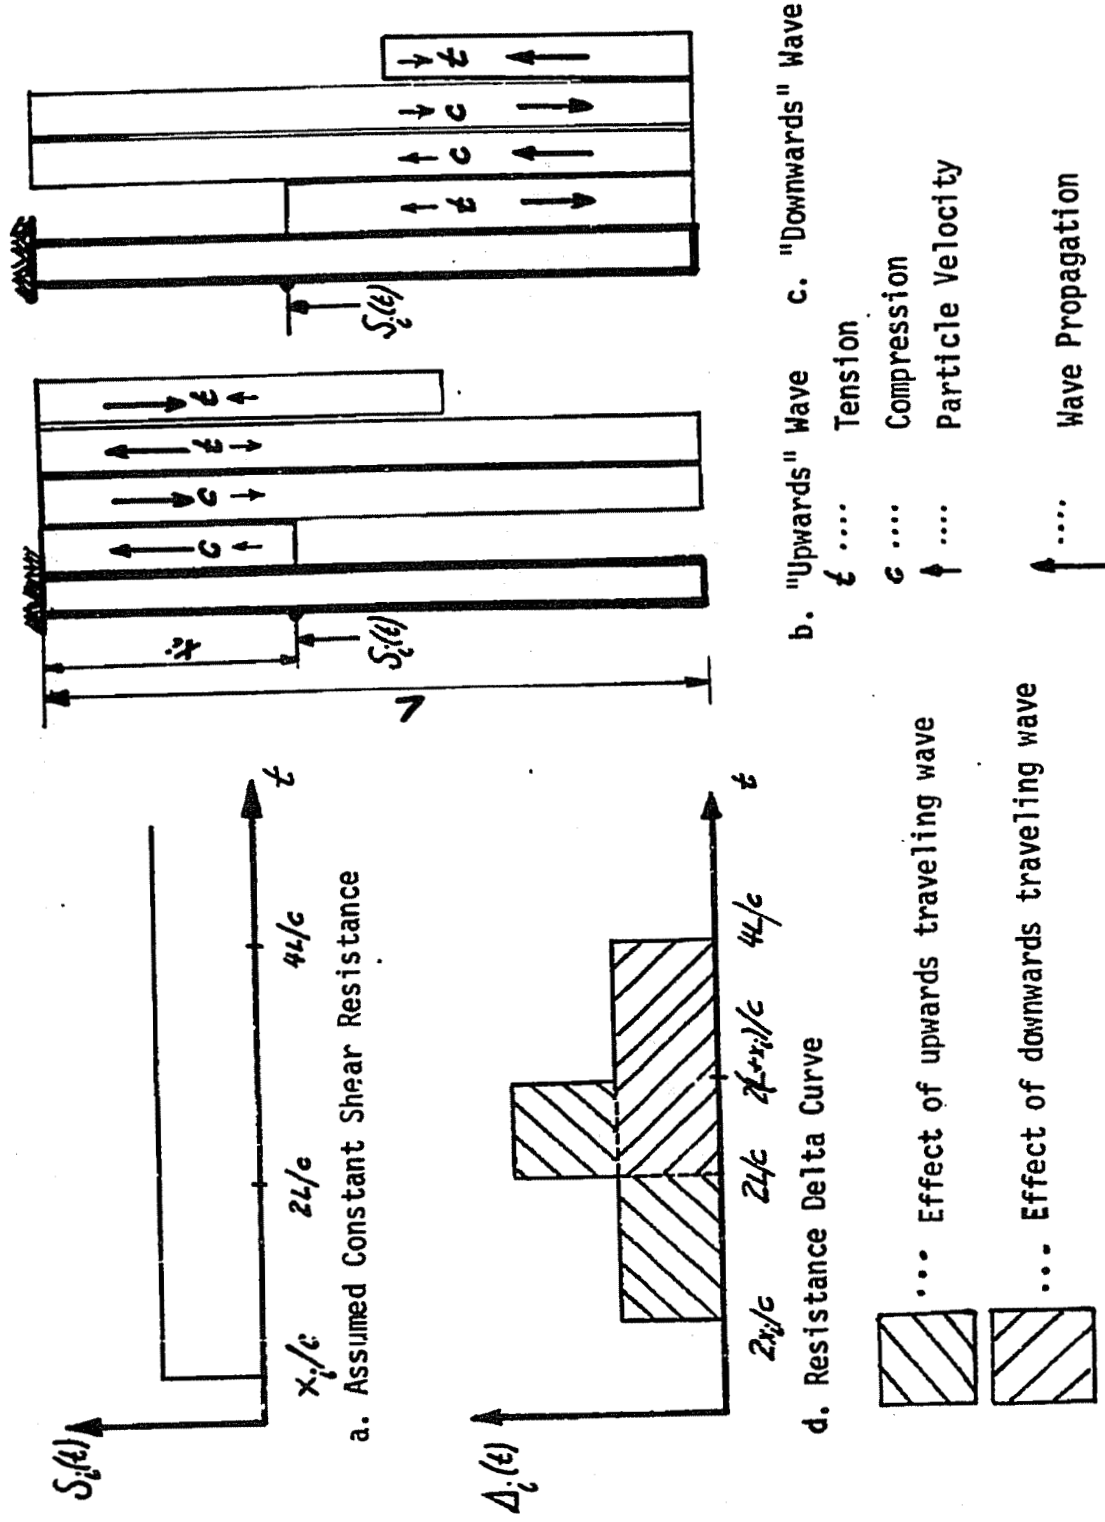 S_i(t)
x_i/c
2L/c
4L/c
t
a. Assumed Constant Shear Resistance
Δ_i(t)
2x_i/c
2L/c
2(L+x_i)/c
4L/c
t
d. Resistance Delta Curve
... Effect of upwards traveling wave
... Effect of downwards traveling wave
L
x_i
S_i(t)
c
c
t
t
b. "Upwards" Wave
S_i(t)
t
c
c
t
c. "Downwards" Wave
t .... Tension
c .... Compression
.... Particle Velocity
.... Wave Propagation